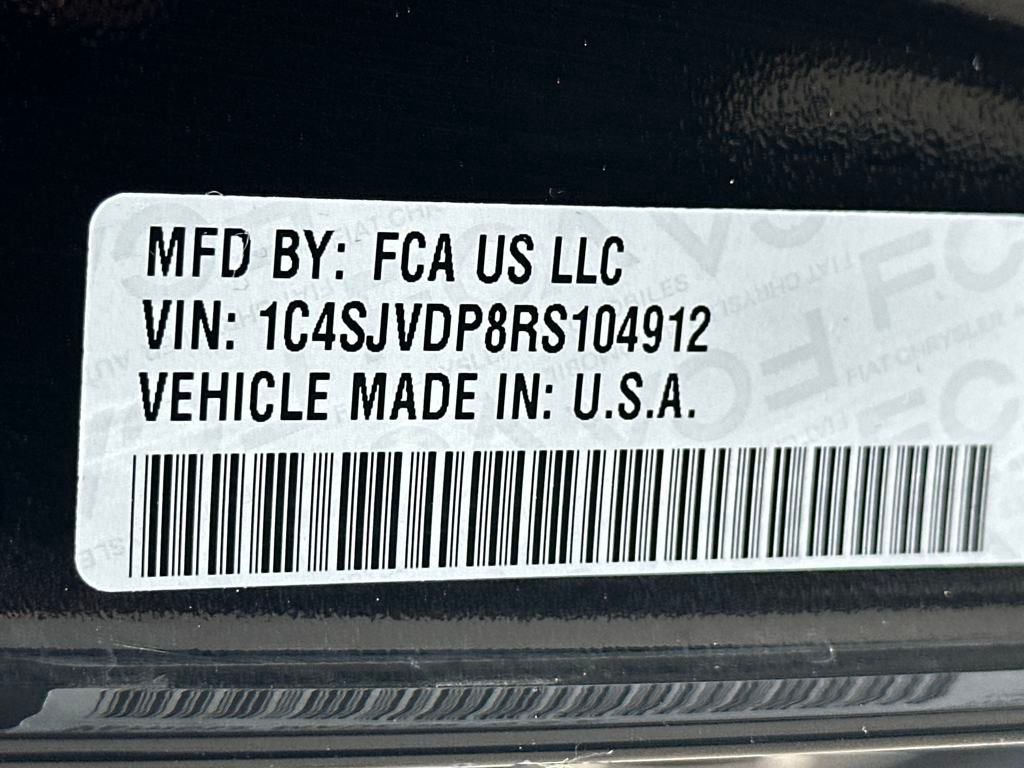 MFD BY: FCA US LLC
VIN: 1C4SJVDP8RS104912
VEHICLE MADE IN: U.S.A.